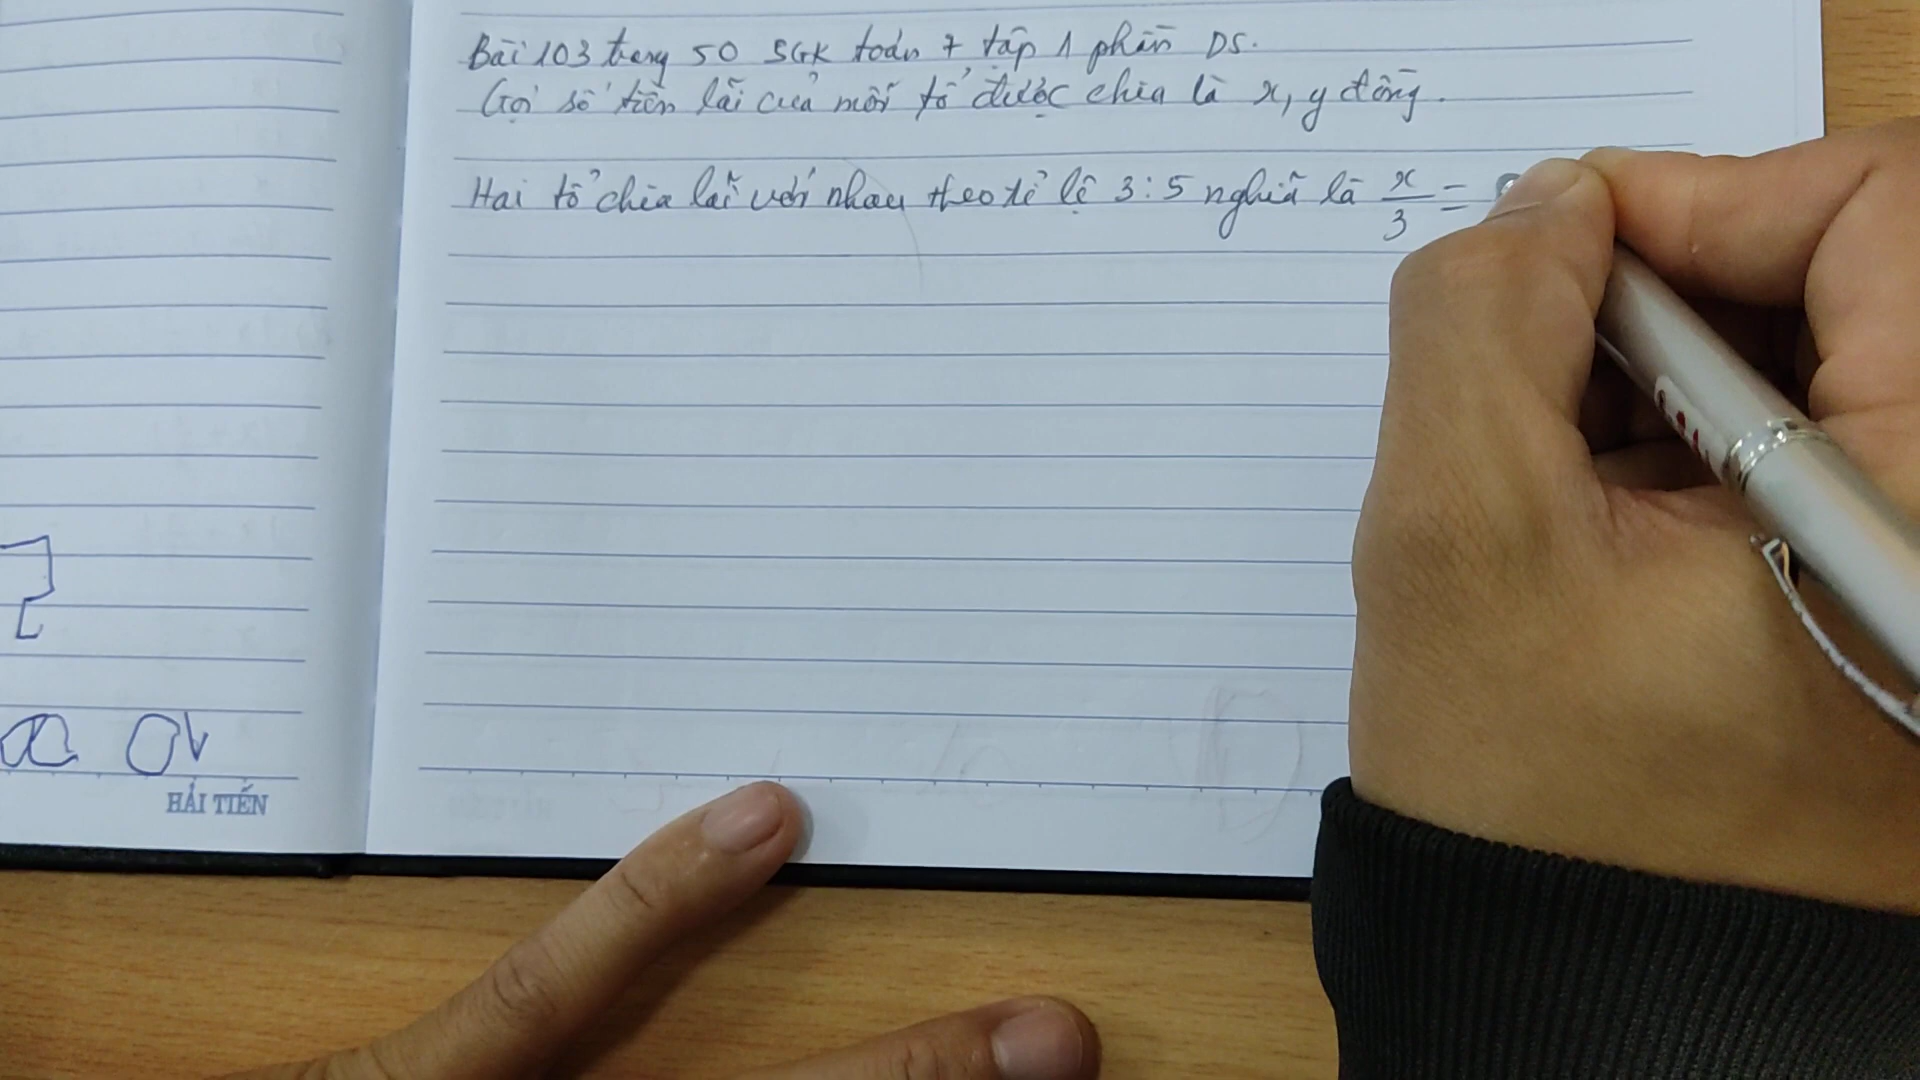 Bài 103 trang 50 SGK toán 7 tập 1 phần DS.
Gọi số tiền lãi của mỗi tổ được chia là x, y đồng.
Hai tổ chia lãi với nhau theo tỉ lệ 3:5 nghĩa là x/3 =
HẢI TIẾN